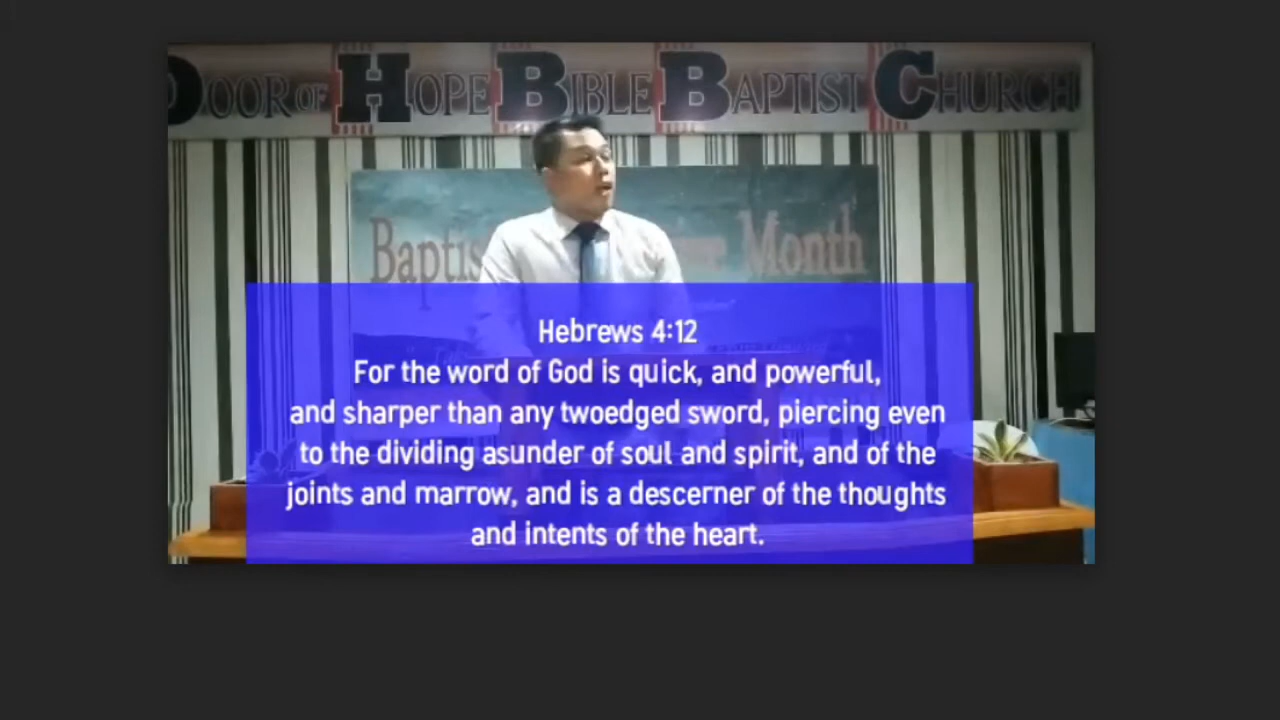 DOOR OF HOPE BIBLE BAPTIST CHURCH
Baptis Month
Hebrews 4:12
For the word of God is quick, and powerful,
and sharper than any twoedged sword, piercing even
to the dividing asunder of soul and spirit, and of the
joints and marrow, and is a descerner of the thoughts
and intents of the heart.